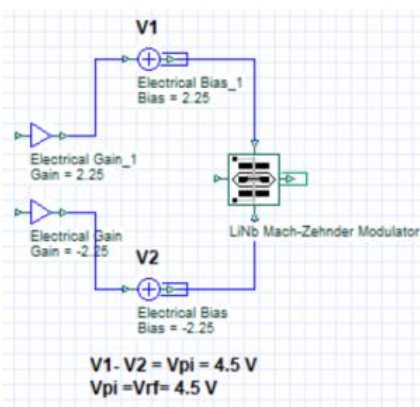 V1
Electrical Bias_1
Bias = 2.25
Electrical Gain_1
Gain = 2.25
LiNb Mach-Zehnder Modulator
Electrical Gain
Gain = -2.25
V2
Electrical Bias
Bias = -2.25
V1- V2 = Vpi = 4.5 V
Vpi =Vrf= 4.5 V